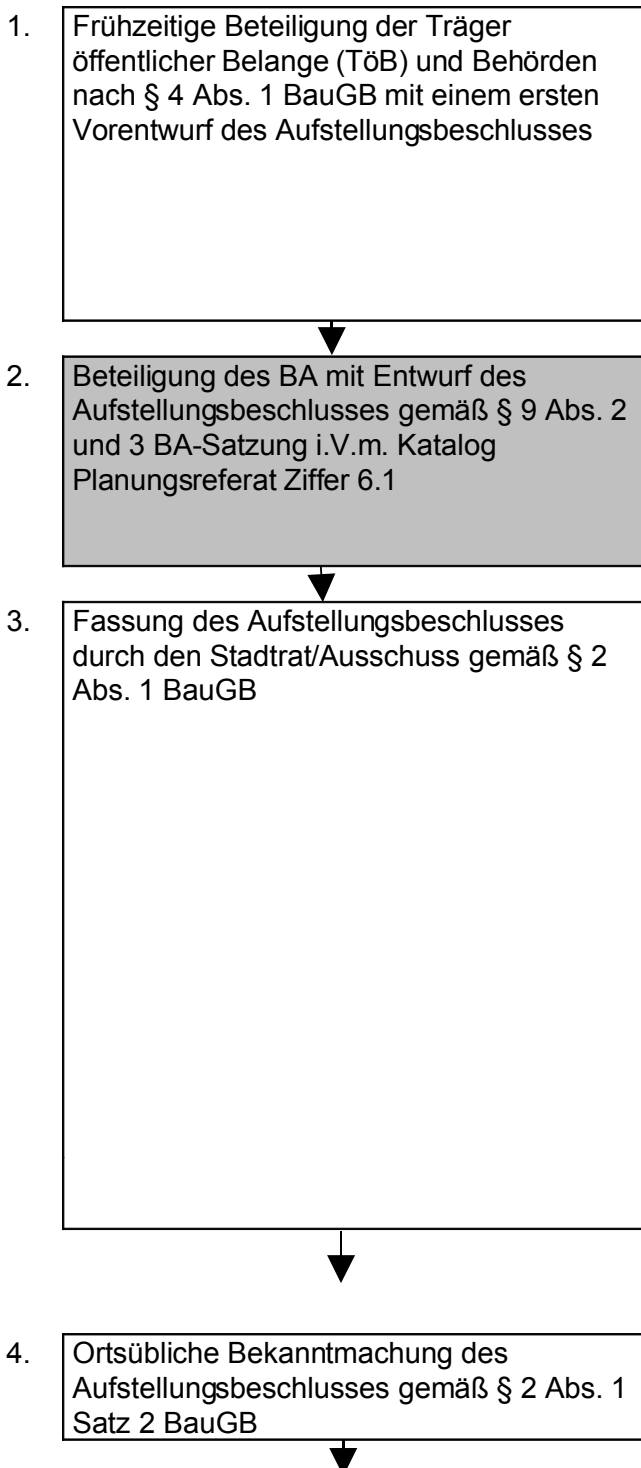 1. Frühzeitige Beteiligung der Träger
öffentlicher Belange (TöB) und Behörden
nach § 4 Abs. 1 BauGB mit einem ersten
Vorentwurf des Aufstellungsbeschlusses
2. Beteiligung des BA mit Entwurf des
Aufstellungsbeschlusses gemäß § 9 Abs. 2
und 3 BA-Satzung i.V.m. Katalog
Planungsreferat Ziffer 6.1
3. Fassung des Aufstellungsbeschlusses
durch den Stadtrat/Ausschuss gemäß § 2
Abs. 1 BauGB
4. Ortsübliche Bekanntmachung des
Aufstellungsbeschlusses gemäß § 2 Abs. 1
Satz 2 BauGB